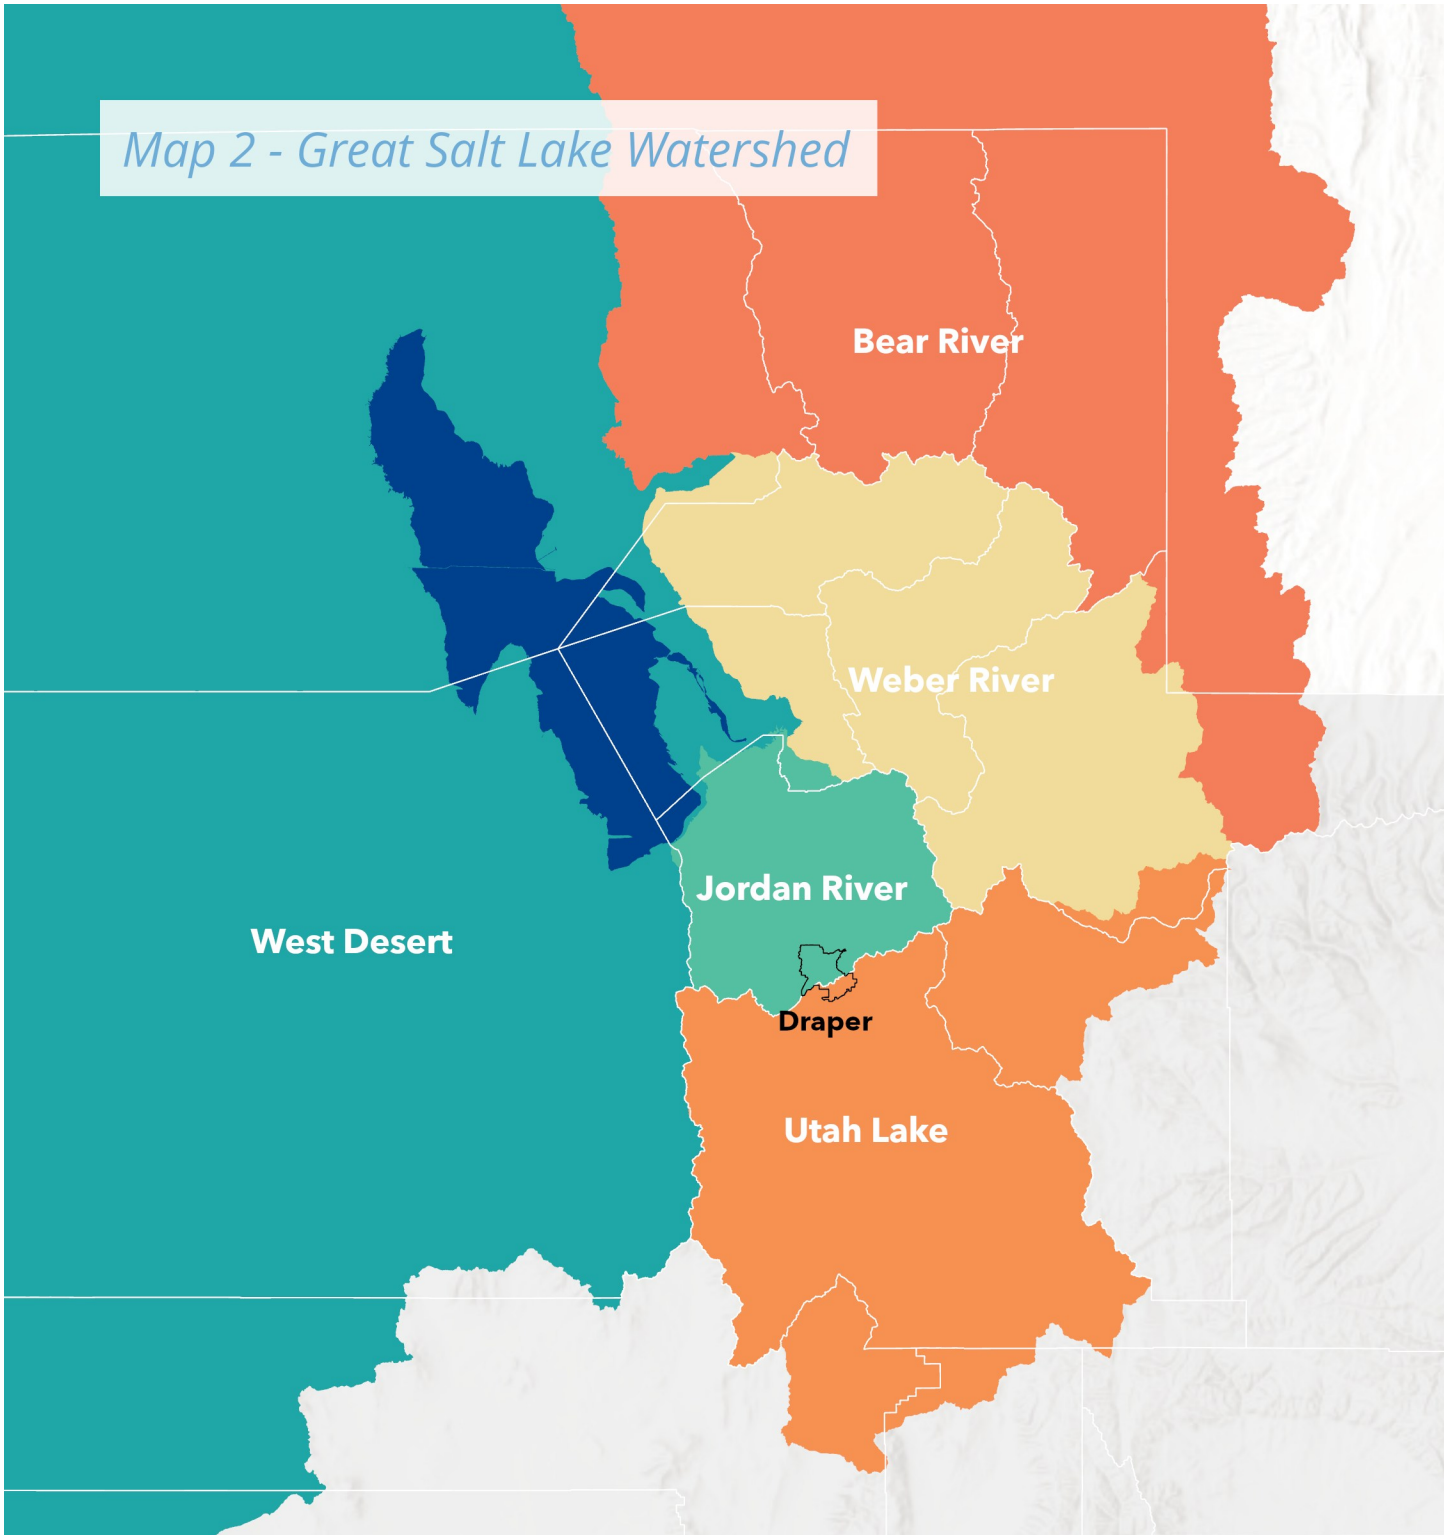 Map 2 - Great Salt Lake Watershed
Bear River
Weber River
Jordan River
West Desert
Draper
Utah Lake